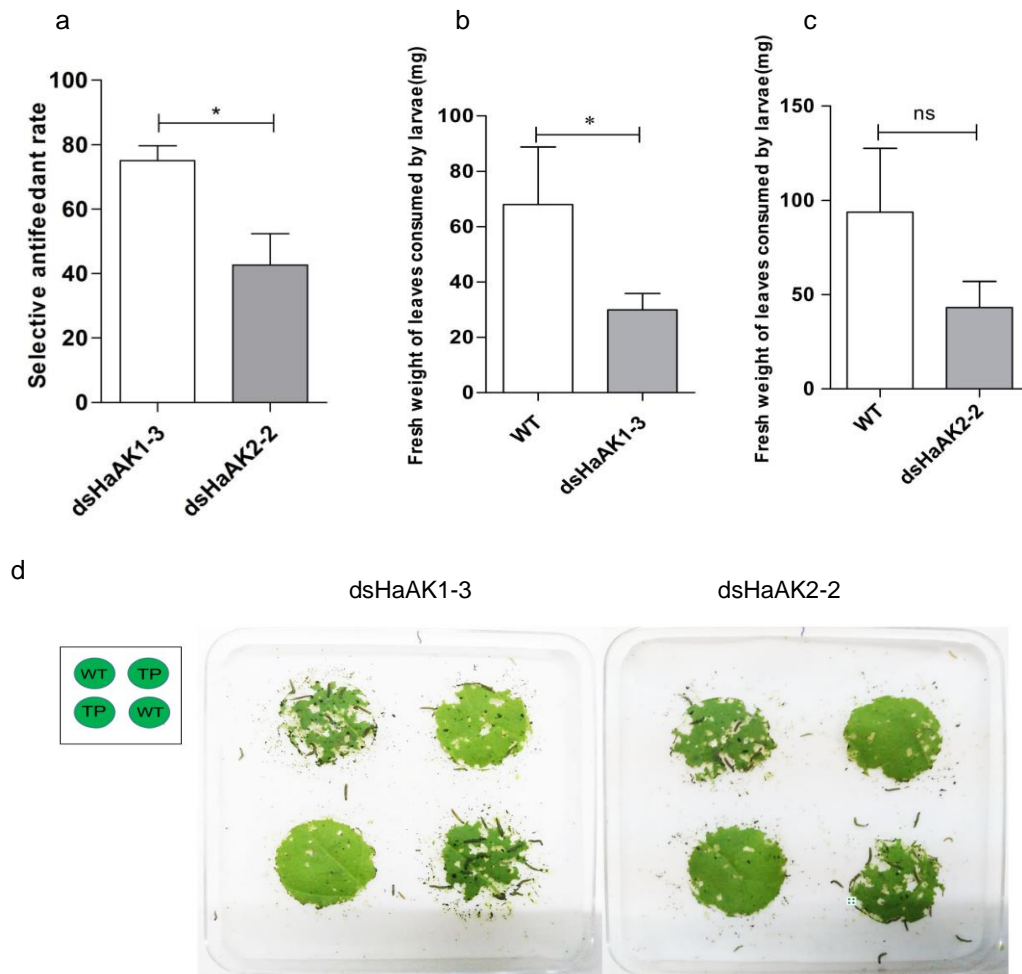 a
Selective antifeedant rate
100
80
60
40
20
0
*
dsHaAK1-3
dsHaAK2-2
b
Fresh weight of leaves consumed by larvae(mg)
100
80
60
40
20
0
*
WT
dsHaAK1-3
c
Fresh weight of leaves consumed by larvae(mg)
150
100
50
0
ns
WT
dsHaAK2-2
d
dsHaAK1-3
dsHaAK2-2
WT TP
TP WT